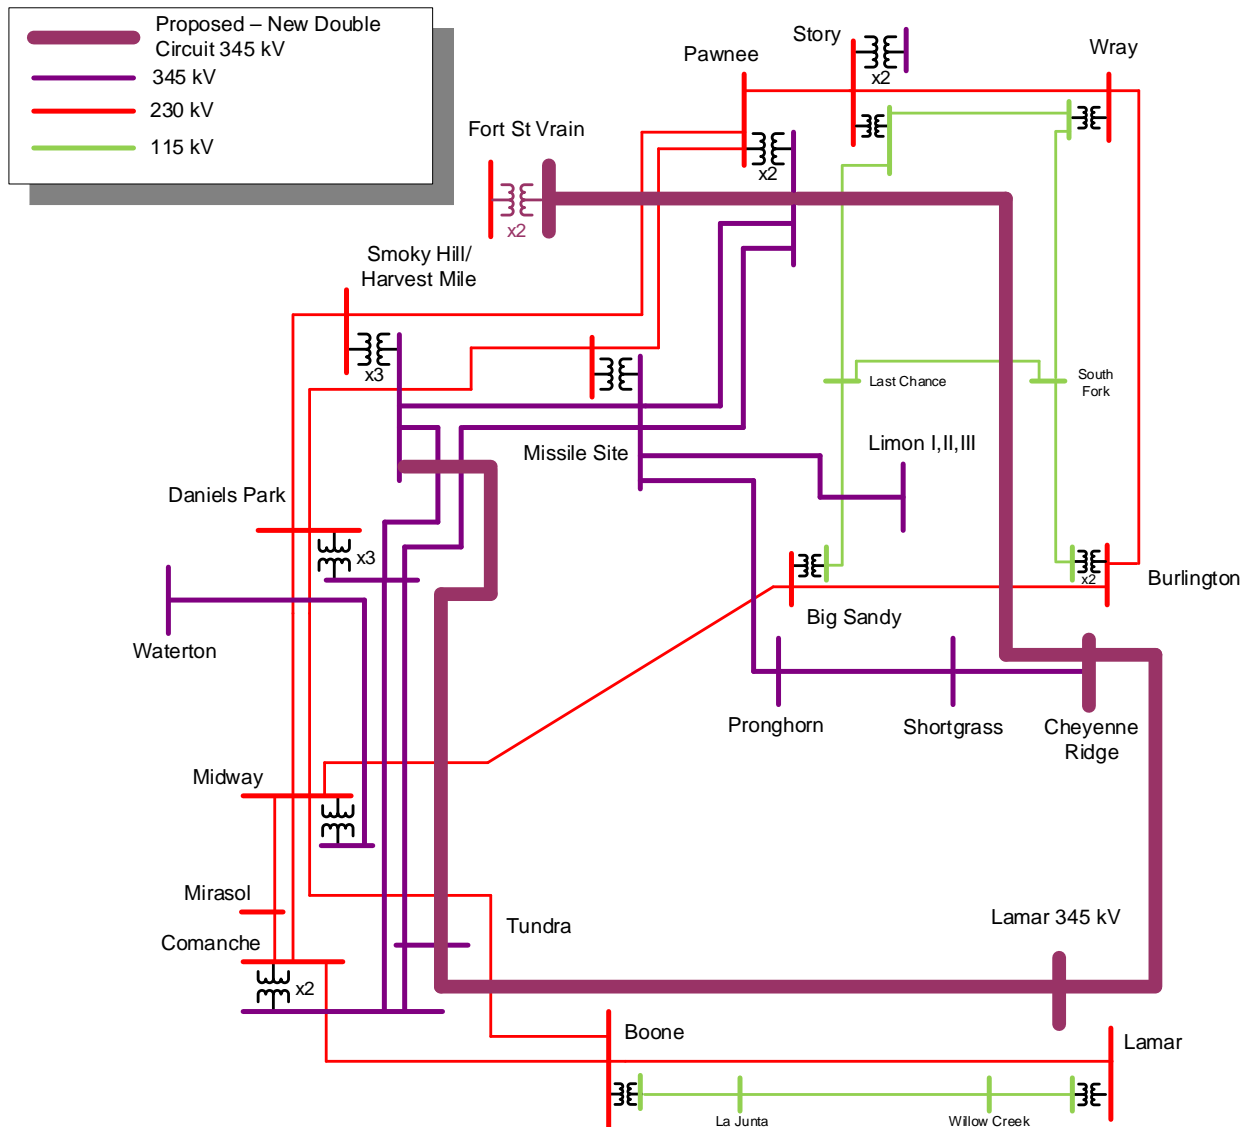 Proposed – New Double
Circuit 345 kV
345 kV
230 kV
115 kV
Story
x2
Wray
Pawnee
x2
Fort St Vrain
x2
Smoky Hill/
Harvest Mile
x3
Last Chance
South
Fork
Missile Site
Limon I,II,III
Daniels Park
x3
x2
Burlington
Big Sandy
Waterton
Pronghorn
Shortgrass
Cheyenne
Ridge
Midway
Mirasol
Tundra
Lamar 345 kV
Comanche
x2
Boone
Lamar
La Junta
Willow Creek